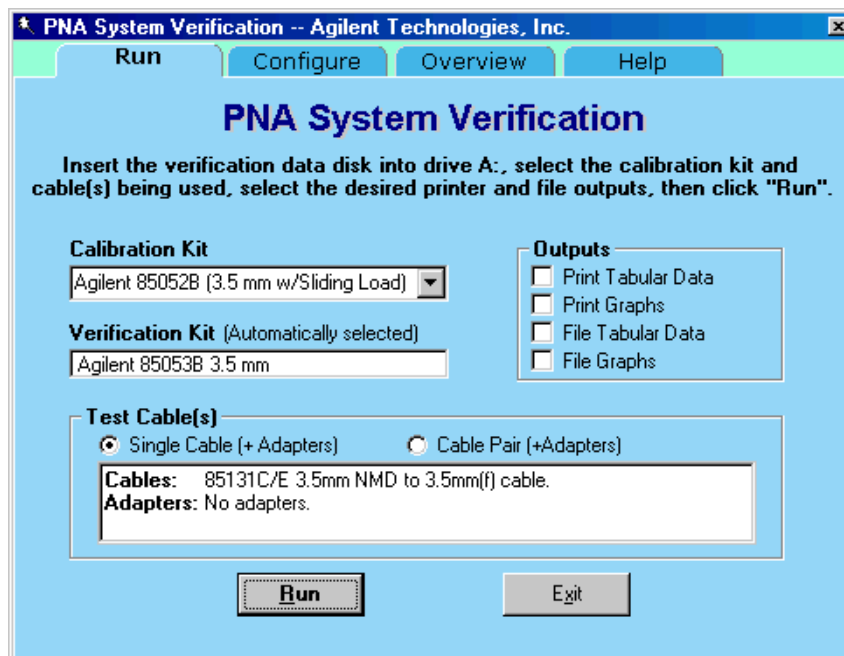 PNA System Verification -- Agilent Technologies, Inc.
Run
Configure
Overview
Help
PNA System Verification
Insert the verification data disk into drive A:, select the calibration kit and
cable(s) being used, select the desired printer and file outputs, then click "Run".
Calibration Kit
Agilent 85052B (3.5 mm w/Sliding Load)
Verification Kit (Automatically selected)
Agilent 85053B 3.5 mm
Outputs
Print Tabular Data
Print Graphs
File Tabular Data
File Graphs
Test Cable(s)
Single Cable (+ Adapters)
Cable Pair (+Adapters)
Cables: 85131C/E 3.5mm NMD to 3.5mm(f) cable.
Adapters: No adapters.
Run
Exit